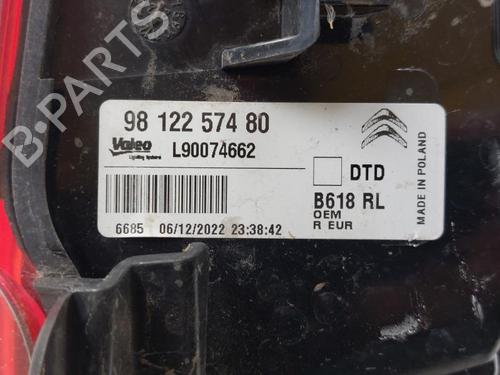 98 122 574 80
Valeo
Lighting Systems
L90074662
DTD
B618 RL
OEM
R EUR
6685 06/12/2022 23:38:42
MADE IN POLAND
B-PARTS